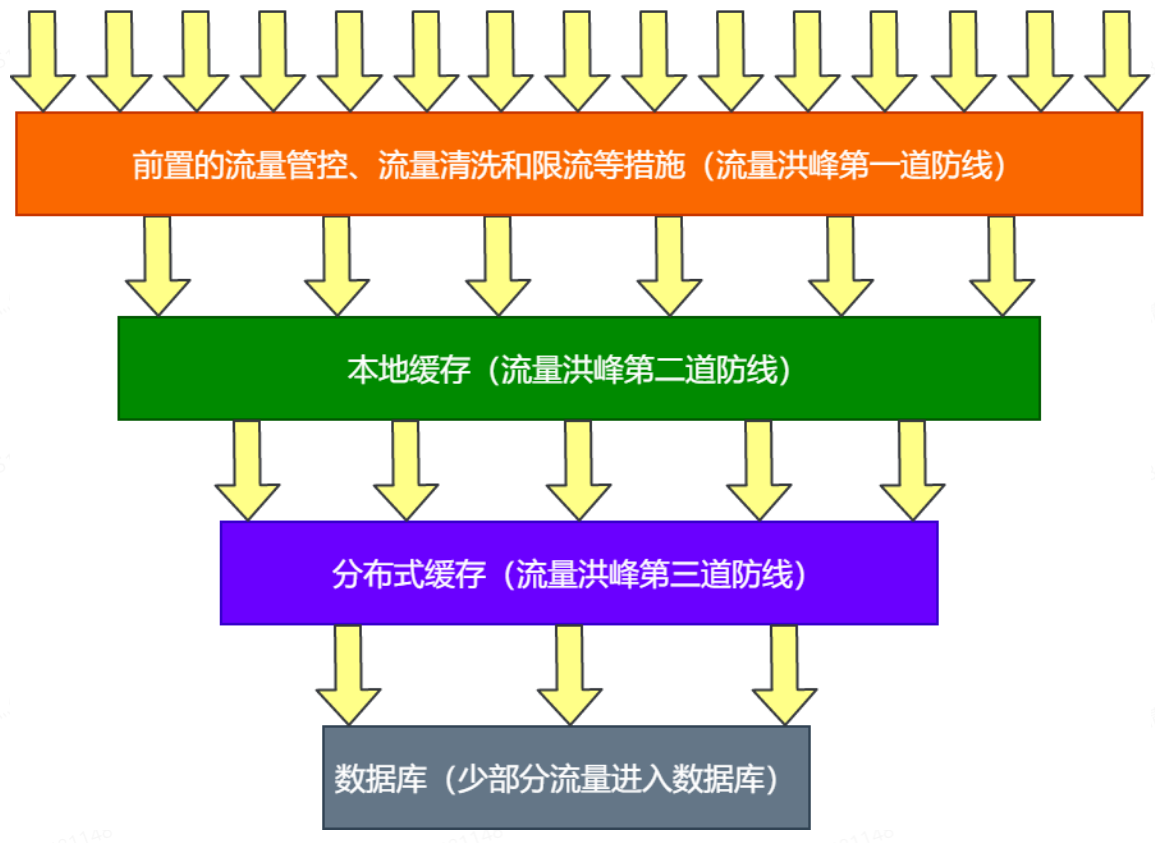 前置的流量管控、流量清洗和限流等措施（流量洪峰第一道防线）
本地缓存（流量洪峰第二道防线）
分布式缓存（流量洪峰第三道防线）
数据库（少部分流量进入数据库）